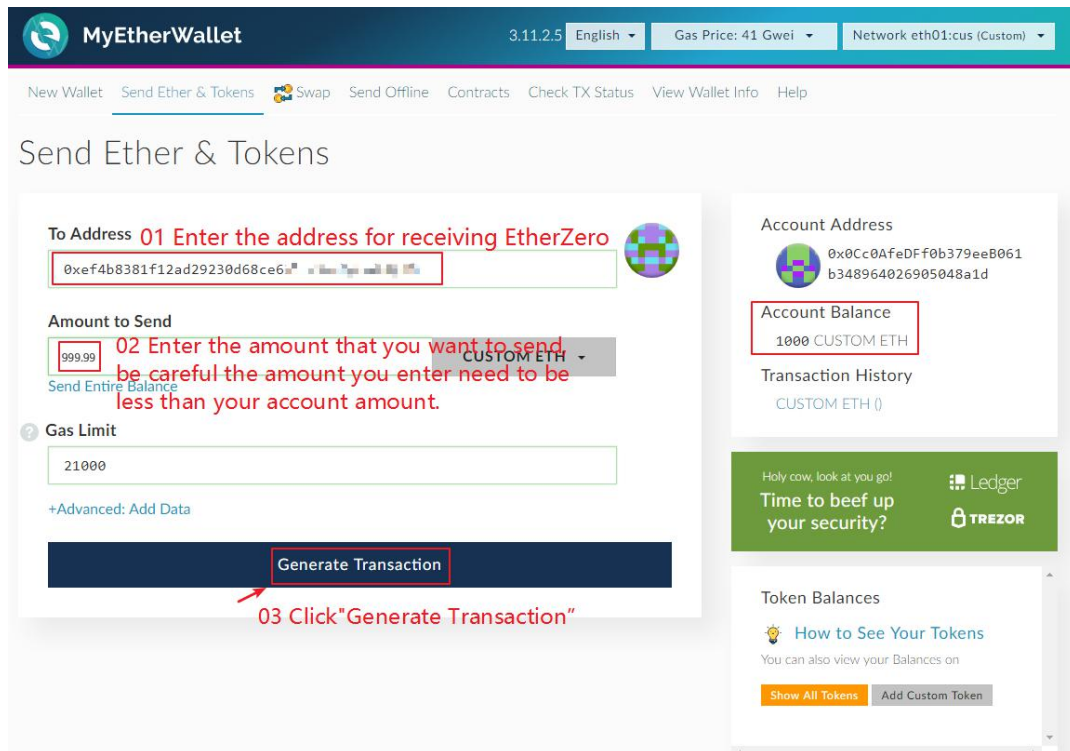 MyEtherWallet
3.11.2.5 English Gas Price: 41 Gwei Network eth01:cus (Custom)
New Wallet Send Ether & Tokens Swap Send Offline Contracts Check TX Status View Wallet Info Help
Send Ether & Tokens
To Address 01 Enter the address for receiving EtherZero
0xef4b8381f12ad29230d68ce6
Amount to Send
999.99
CUSTOM ETH
02 Enter the amount that you want to send
be careful the amount you enter need to be
less than your account amount.
Send Entire Balance
Gas Limit
21000
+Advanced: Add Data
Generate Transaction
03 Click"Generate Transaction”
Account Address
0x0Cc0AfeDFf0b379eeB061
b348964026905048a1d
Account Balance
1000 CUSTOM ETH
Transaction History
CUSTOM ETH ()
Holy cow, look at you go!
Time to beef up
your security?
Ledger
TREZOR
Token Balances
How to See Your Tokens
You can also view your Balances on
Show All Tokens Add Custom Token